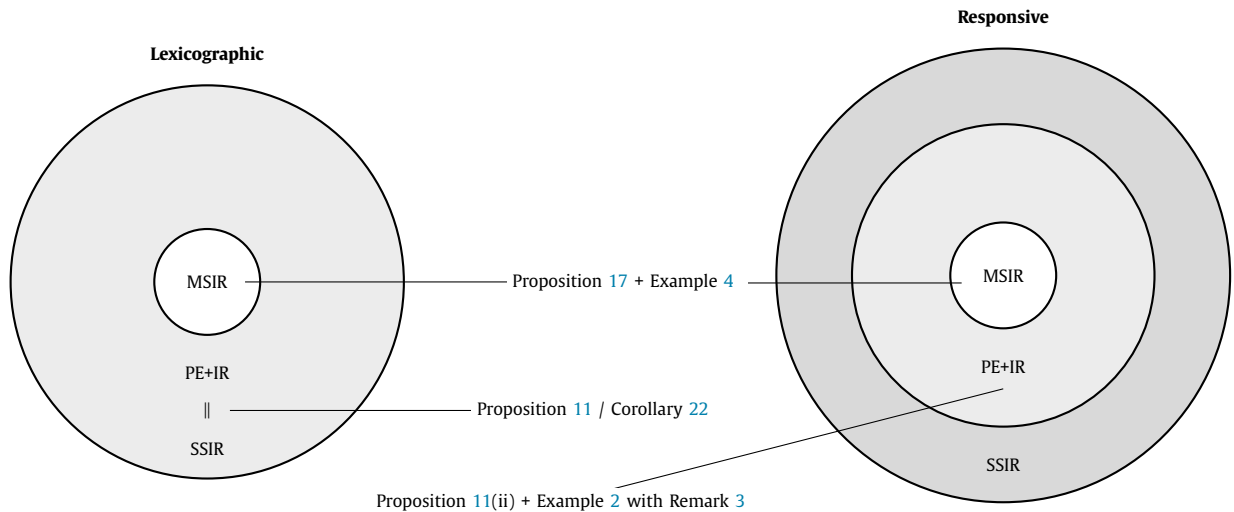 Responsive
Lexicographic
MSIR
Proposition 17 + Example 4
MSIR
PE+IR
PE+IR
||
Proposition 11 / Corollary 22
SSIR
SSIR
Proposition 11(ii) + Example 2 with Remark 3